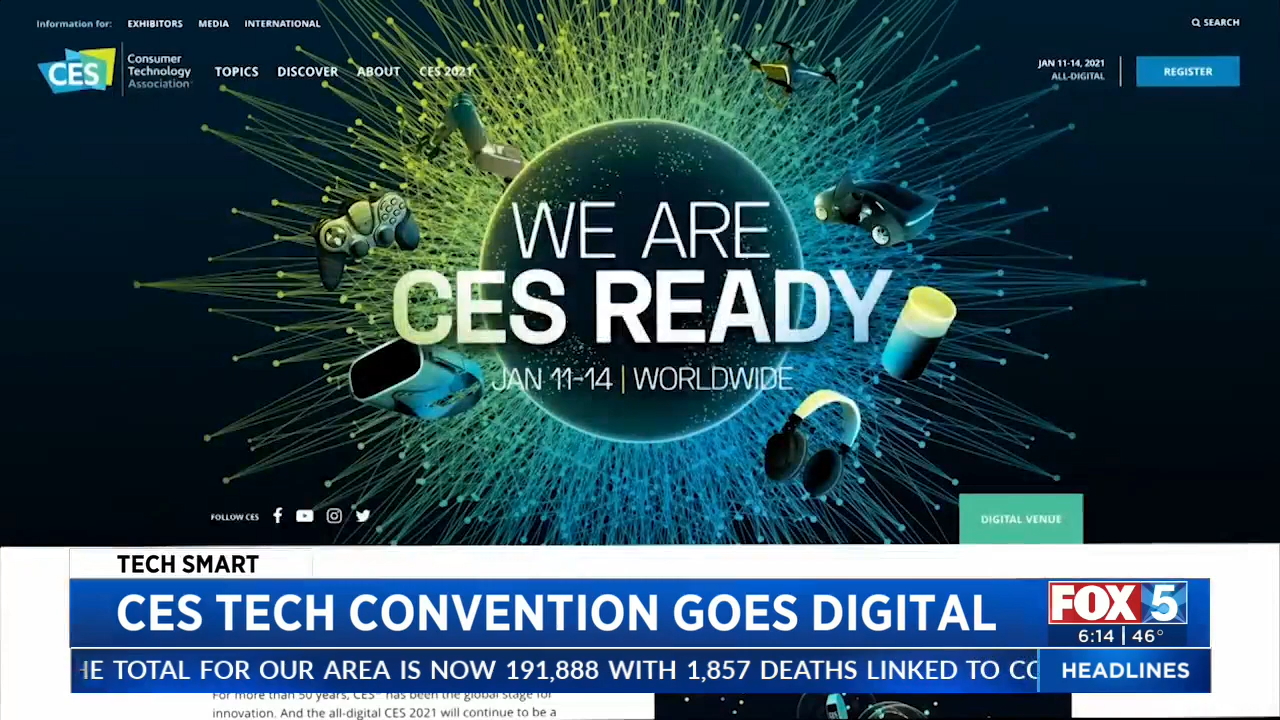 Information for: EXHIBITORS MEDIA INTERNATIONAL
SEARCH
CES
Consumer
Technology
Association
TOPICS DISCOVER ABOUT CES 2021
JAN 11-14, 2021
ALL-DIGITAL
REGISTER
WE ARE
CES READY
JAN 11-14 | WORLDWIDE
FOLLOW CES
DIGITAL VENUE
TECH SMART
CES TECH CONVENTION GOES DIGITAL
FOX 5
6:14 | 46°
TOTAL FOR OUR AREA IS NOW 191,888 WITH 1,857 DEATHS LINKED TO
HEADLINES
For more than 50 years, CES® has been the global stage for
innovation. And the all-digital CES 2021 will continue to be a